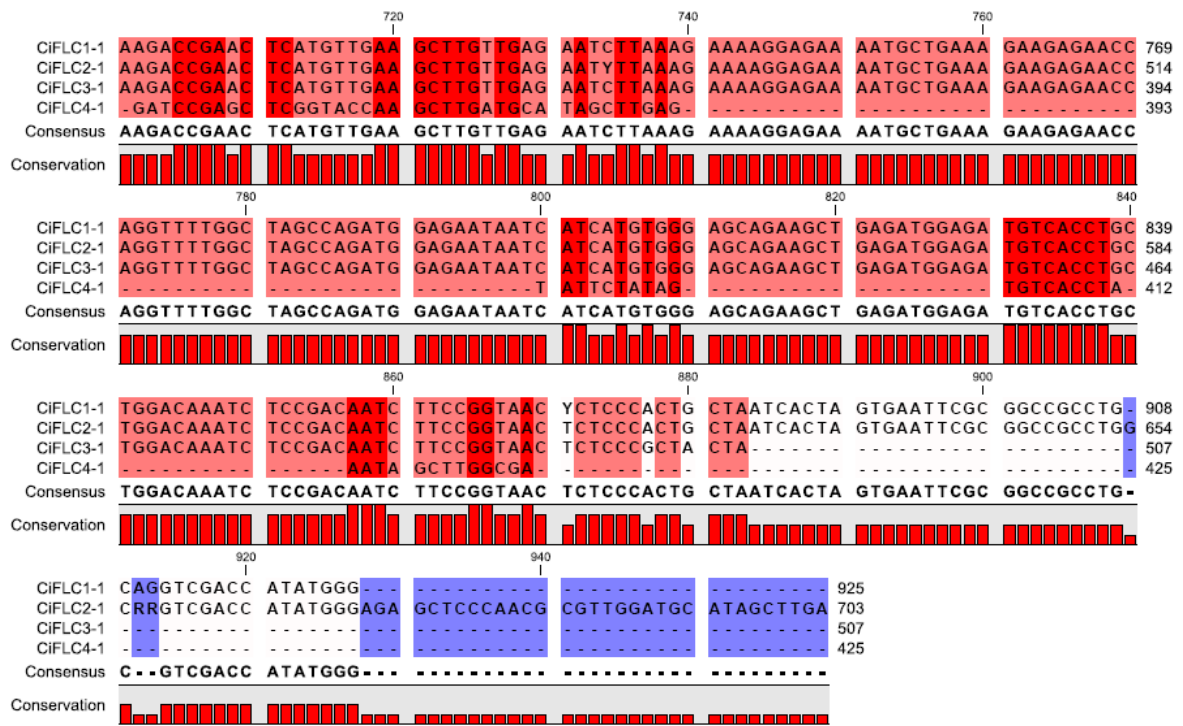 720 740 760
CiFLC1-1 AAGACCGAAC TCATGTTGAA GCTTGTTGAG AATCTTAAAG AAAAGGAGAA AATGCTGAAA GAAGAGAACC 769
CiFLC2-1 AAGACCGAAC TCATGTTGAA GCTTGTTGAG AATYTTAAAG AAAAGGAGAA AATGCTGAAA GAAGAGAACC 514
CiFLC3-1 AAGACCGAAC TCATGTTGAA GCTTGTTGAG AATCTTAAAG AAAAGGAGAA AATGCTGAAA GAAGAGAACC 394
CiFLC4-1 -GATCCGAGC TCGGTACCAA GCTTGATGCA TAGCTTGAG- ---------- ---------- ---------- 393
Consensus AAGACCGAAC TCATGTTGAA GCTTGTTGAG AATCTTAAAG AAAAGGAGAA AATGCTGAAA GAAGAGAACC
Conservation
780 800 820 840
CiFLC1-1 AGGTTTTGGC TAGCCAGATG GAGAATAATC ATCATGTGGG AGCAGAAGCT GAGATGGAGA TGTCACCTGC 839
CiFLC2-1 AGGTTTTGGC TAGCCAGATG GAGAATAATC ATCATGTGGG AGCAGAAGCT GAGATGGAGA TGTCACCTGC 584
CiFLC3-1 AGGTTTTGGC TAGCCAGATG GAGAATAATC ATCATGTGGG AGCAGAAGCT GAGATGGAGA TGTCACCTGC 464
CiFLC4-1 ---------- ---------- ---------T ATTCTATAG- ---------- ---------- TGTCACCTA- 412
Consensus AGGTTTTGGC TAGCCAGATG GAGAATAATC ATCATGTGGG AGCAGAAGCT GAGATGGAGA TGTCACCTGC
Conservation
860 880 900
CiFLC1-1 TGGACAAATC TCCGACAATC TTCCGGTAAC YCTCCCACTG CTAATCACTA GTGAATTCGC GGCCGCCTG- 908
CiFLC2-1 TGGACAAATC TCCGACAATC TTCCGGTAAC TCTCCCACTG CTAATCACTA GTGAATTCGC GGCCGCCTGG 654
CiFLC3-1 TGGACAAATC TCCGACAATC TTCCGGTAAC TCTCCCGCTA CTA------- ---------- ---------- 507
CiFLC4-1 ---------- ------AATA GCTTGGCGA- ---------- ---------- ---------- ---------- 425
Consensus TGGACAAATC TCCGACAATC TTCCGGTAAC TCTCCCACTG CTAATCACTA GTGAATTCGC GGCCGCCTG-
Conservation
920 940
CiFLC1-1 CAGGTCGACC ATATGGG--- ---------- ---------- --------- 925
CiFLC2-1 CRRGTCGACC ATATGGGAGA GCTCCCAACG CGTTGGATGC ATAGCTTGA 703
CiFLC3-1 ---------- ---------- ---------- ---------- --------- 507
CiFLC4-1 ---------- ---------- ---------- ---------- --------- 425
Consensus C--GTCGACC ATATGGG--- ---------- ---------- ---------
Conservation